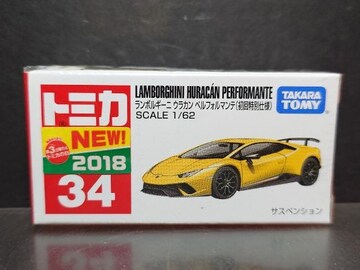 トミカ
NEW!
2018
34
LAMBORGHINI HURACÁN PERFORMANTE
ランボルギーニ ウラカン ペルフォルマンテ(初回特別仕様)
SCALE 1/62
TAKARA
TOMY
サスペンション